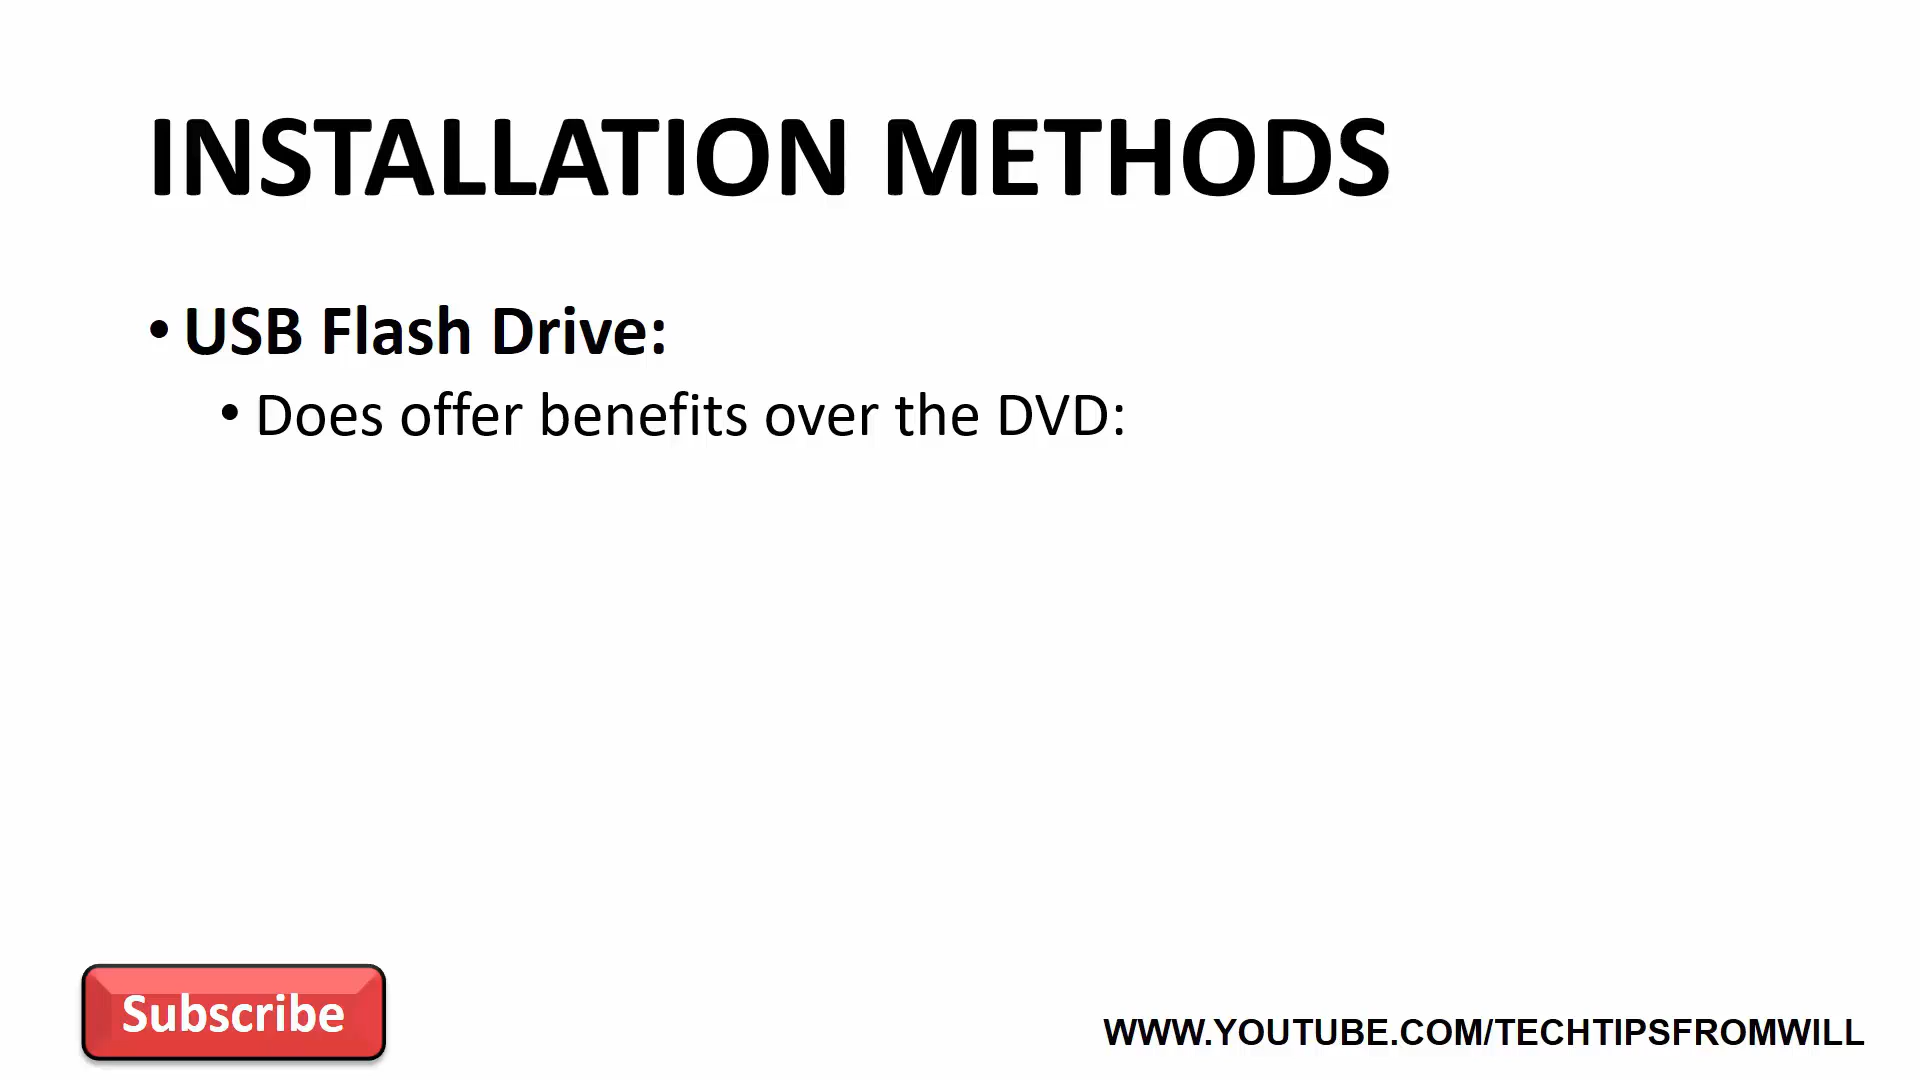 INSTALLATION METHODS
• USB Flash Drive:
• Does offer benefits over the DVD:
Subscribe
WWW.YOUTUBE.COM/TECHTIPSFROMWILL